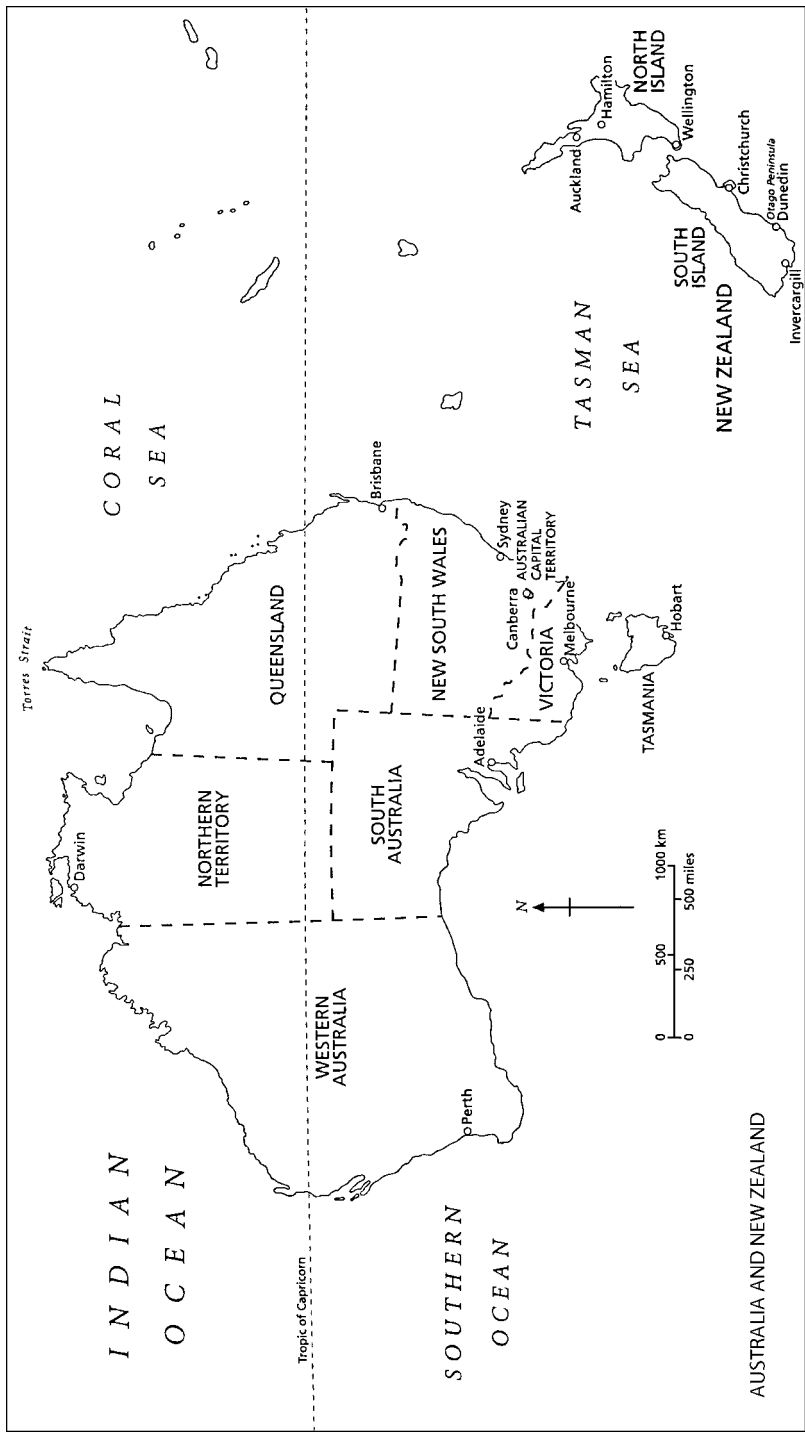 INDIAN
OCEAN
CORAL
SEA
Torres Strait
Darwin
NORTHERN
TERRITORY
QUEENSLAND
Tropic of Capricorn
WESTERN
AUSTRALIA
SOUTH
AUSTRALIA
Brisbane
NEW SOUTH WALES
Perth
Adelaide
Sydney
Canberra
AUSTRALIAN
CAPITAL
TERRITORY
VICTORIA
Melbourne
SOUTHERN
OCEAN
TASMANIA
Hobart
TASMAN
SEA
Auckland
Hamilton
NORTH
ISLAND
Wellington
SOUTH
ISLAND
Christchurch
Otago Peninsula
Dunedin
Invercargill
NEW ZEALAND
N
0 500 1000 km
0 250 500 miles
AUSTRALIA AND NEW ZEALAND